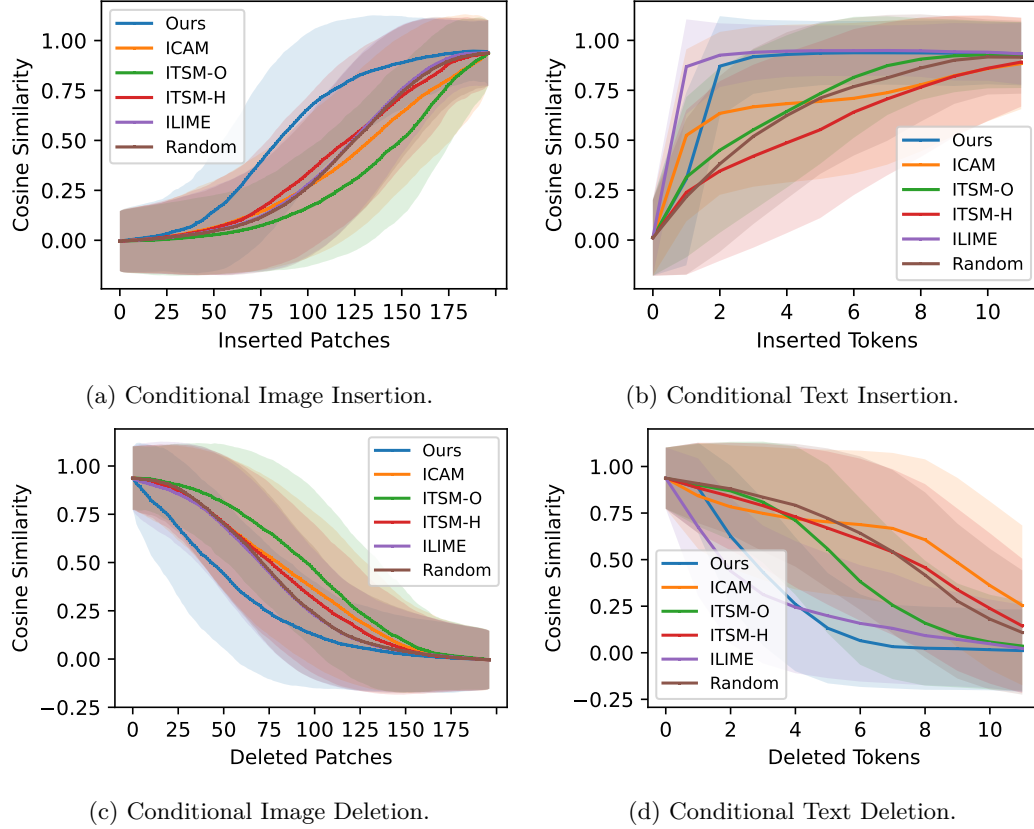 Cosine Similarity
1.00
0.75
0.50
0.25
0.00
Ours
ICAM
ITSM-O
ITSM-H
ILIME
Random
0 25 50 75 100 125 150 175
Inserted Patches
(a) Conditional Image Insertion.
Cosine Similarity
1.00
0.75
0.50
0.25
0.00
Ours
ICAM
ITSM-O
ITSM-H
ILIME
Random
0 2 4 6 8 10
Inserted Tokens
(b) Conditional Text Insertion.
Cosine Similarity
1.00
0.75
0.50
0.25
0.00
−0.25
Ours
ICAM
ITSM-O
ITSM-H
ILIME
Random
0 25 50 75 100 125 150 175
Deleted Patches
(c) Conditional Image Deletion.
Cosine Similarity
1.00
0.75
0.50
0.25
0.00
−0.25
Ours
ICAM
ITSM-O
ITSM-H
ILIME
Random
0 2 4 6 8 10
Deleted Tokens
(d) Conditional Text Deletion.